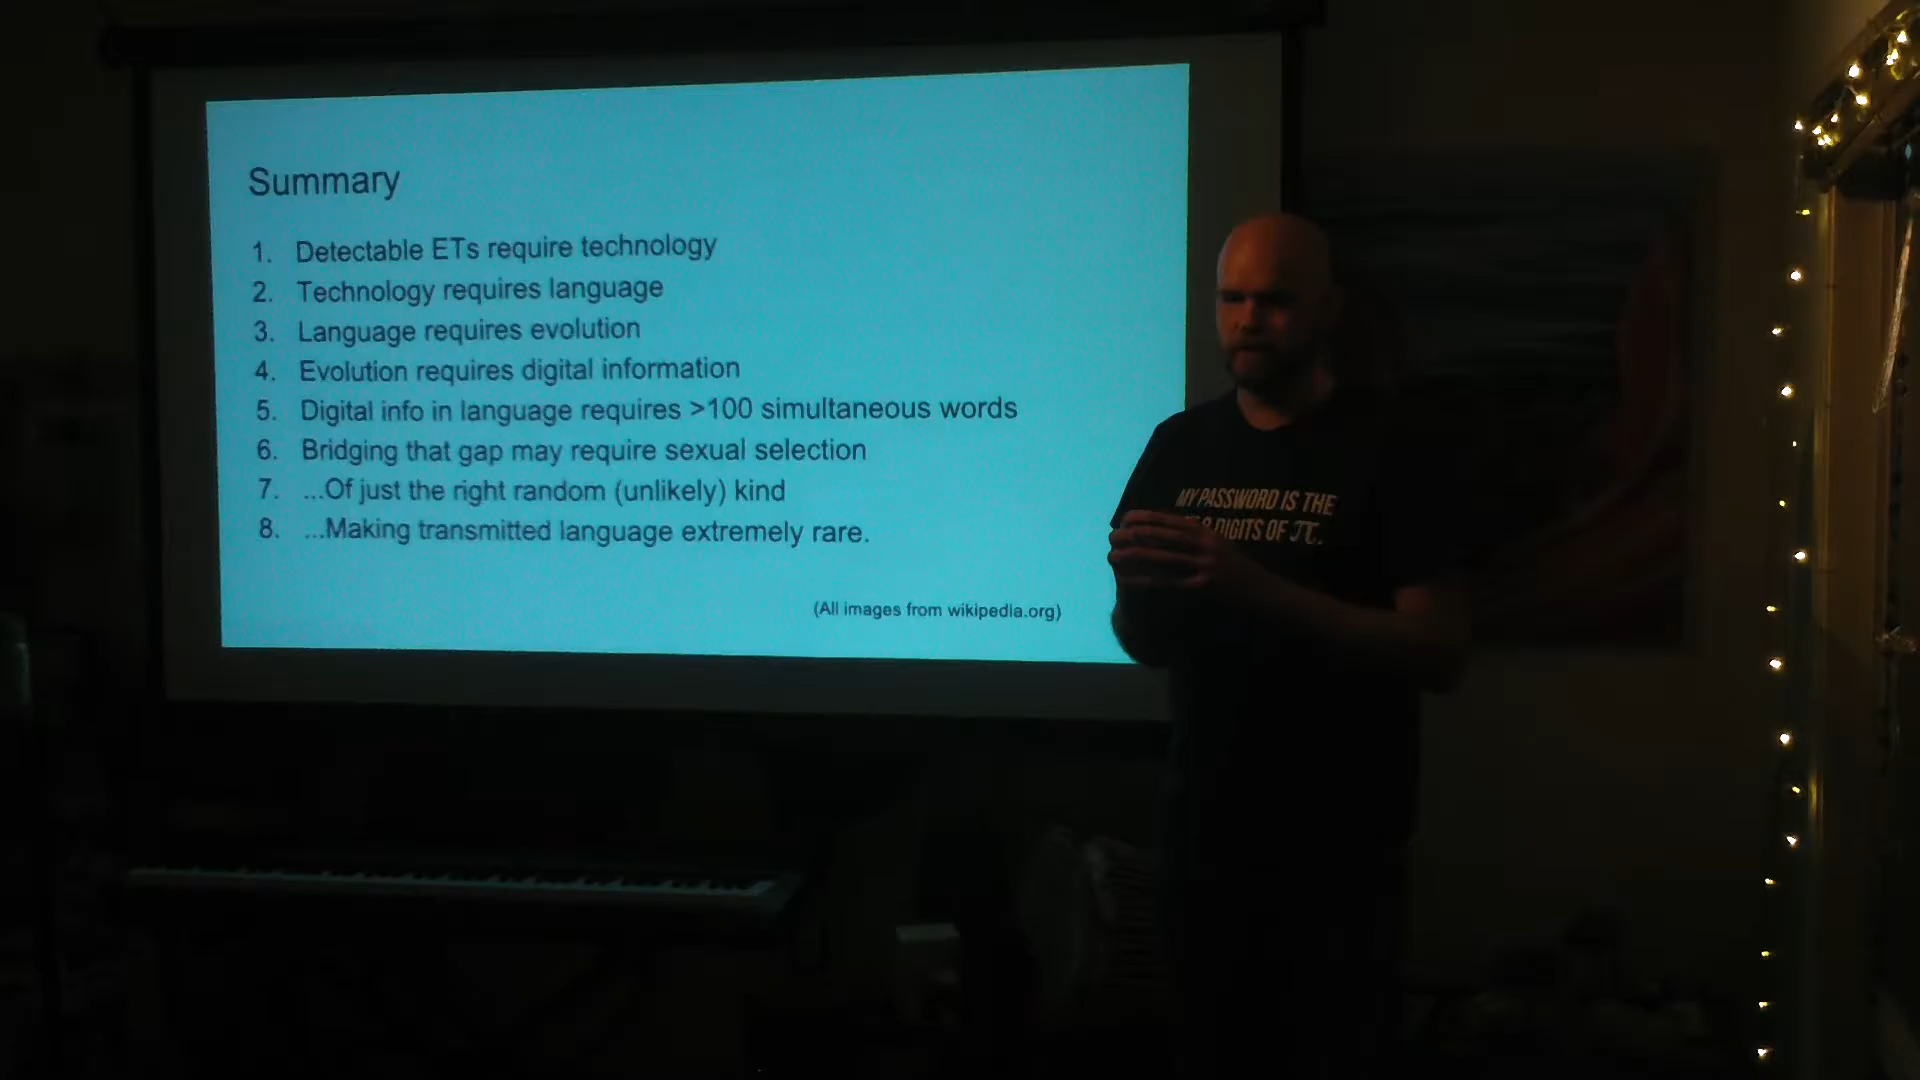 Summary
1. Detectable ETs require technology
2. Technology requires language
3. Language requires evolution
4. Evolution requires digital information
5. Digital info in language requires >100 simultaneous words
6. Bridging that gap may require sexual selection
7. ...Of just the right random (unlikely) kind
8. ...Making transmitted language extremely rare.
(All images from wikipedia.org)
MY PASSWORD IS THE
DIGITS OF π.